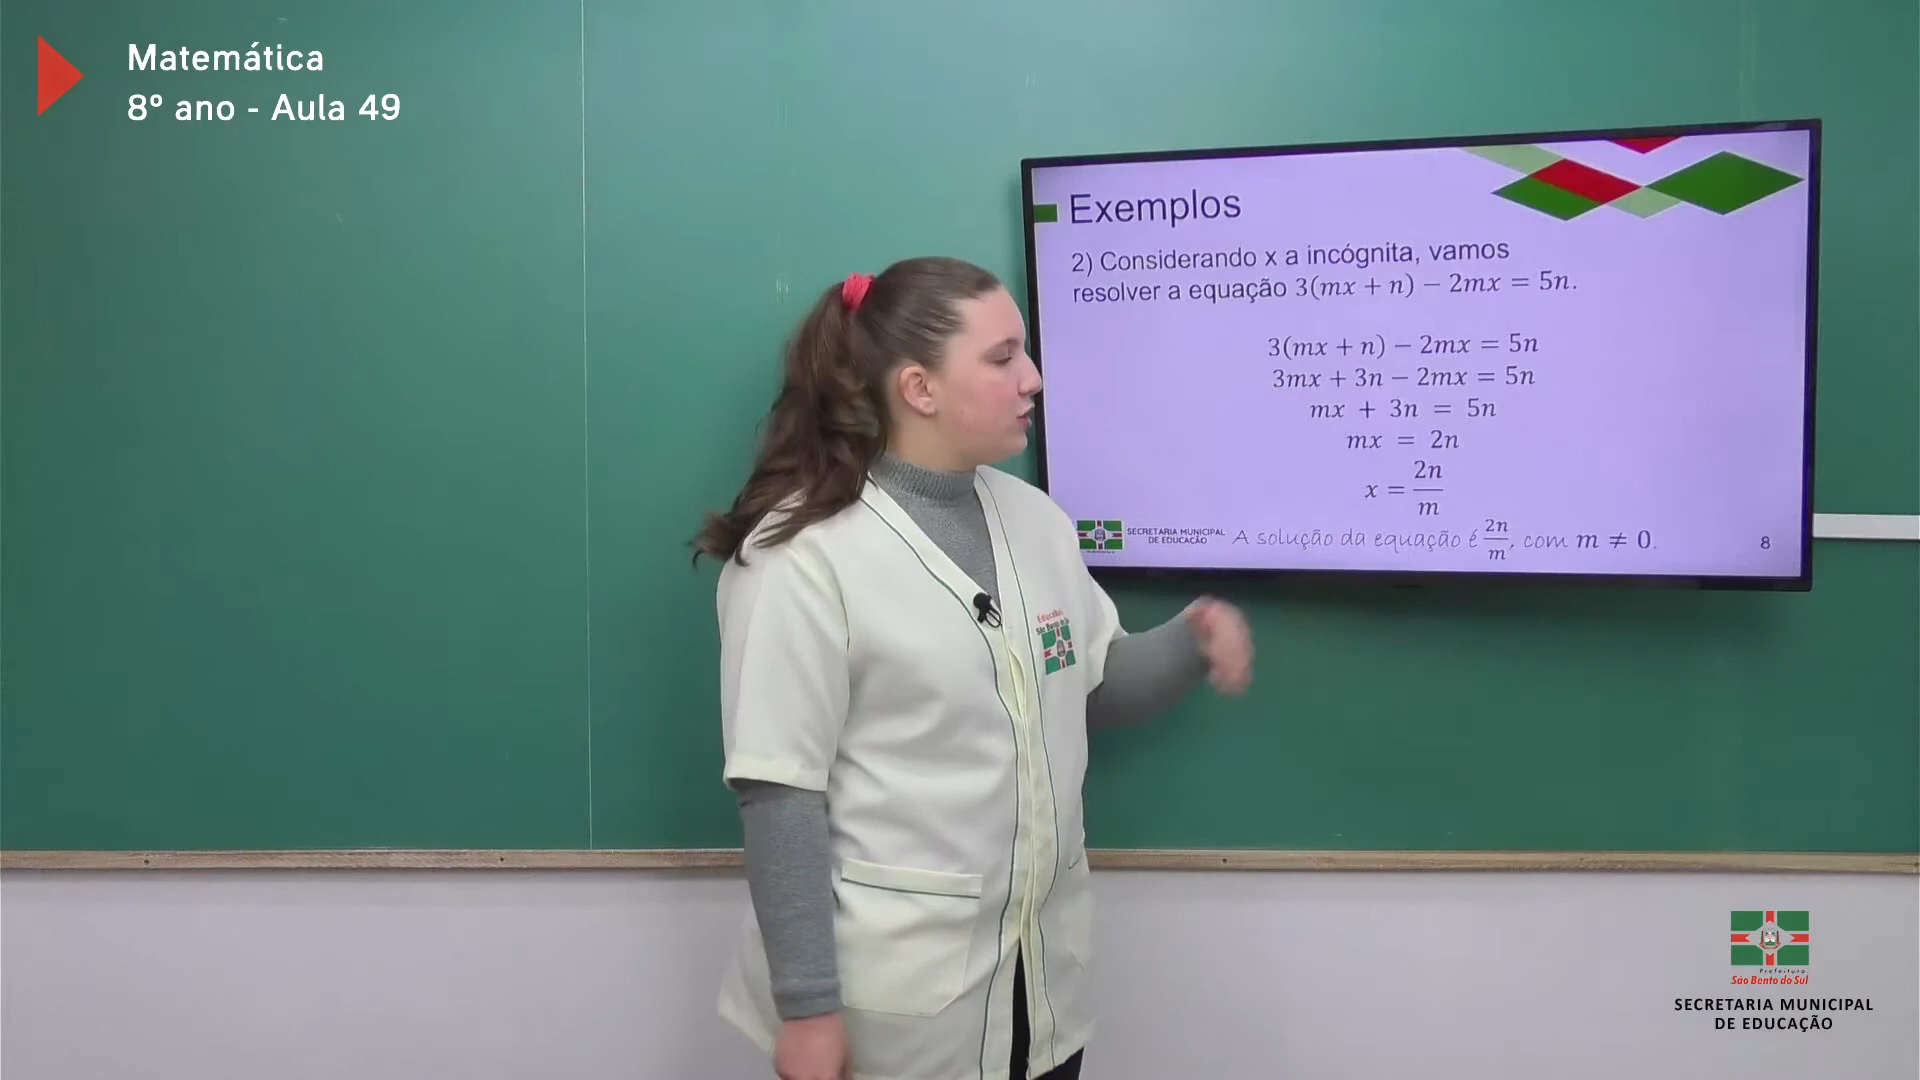 Matemática
8º ano - Aula 49
Exemplos
2) Considerando x a incógnita, vamos
resolver a equação 3(mx + n) − 2mx = 5n.
3(mx + n) − 2mx = 5n
3mx + 3n − 2mx = 5n
mx + 3n = 5n
mx = 2n
x = 2n/m
SECRETARIA MUNICIPAL
DE EDUCAÇÃO
A solução da equação é 2n/m, com m ≠ 0.
8
Prefeitura
São Bento do Sul
SECRETARIA MUNICIPAL
DE EDUCAÇÃO